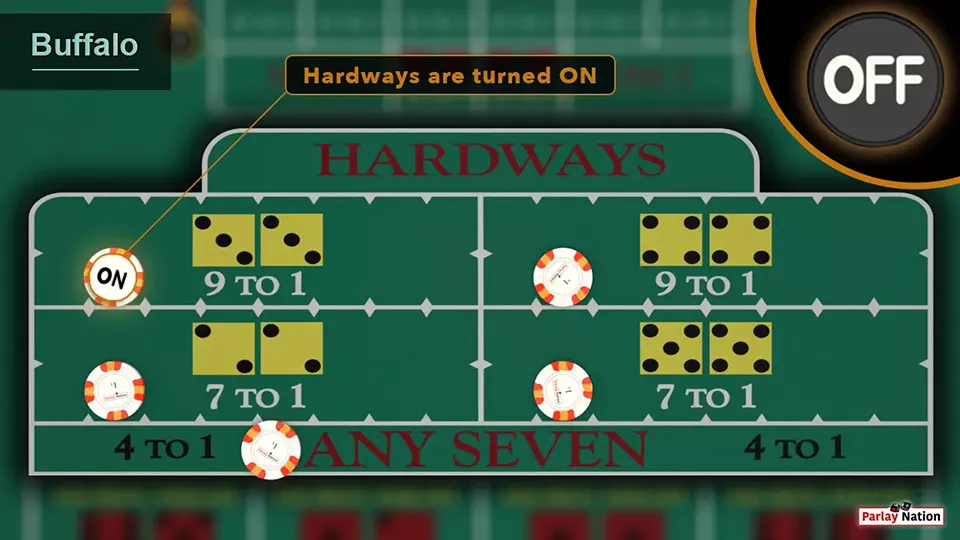 Buffalo
Hardways are turned ON
OFF
HARDWAYS
ON
9 TO 1
9 TO 1
7 TO 1
7 TO 1
4 TO 1
ANY SEVEN
4 TO 1
Parlay Nation